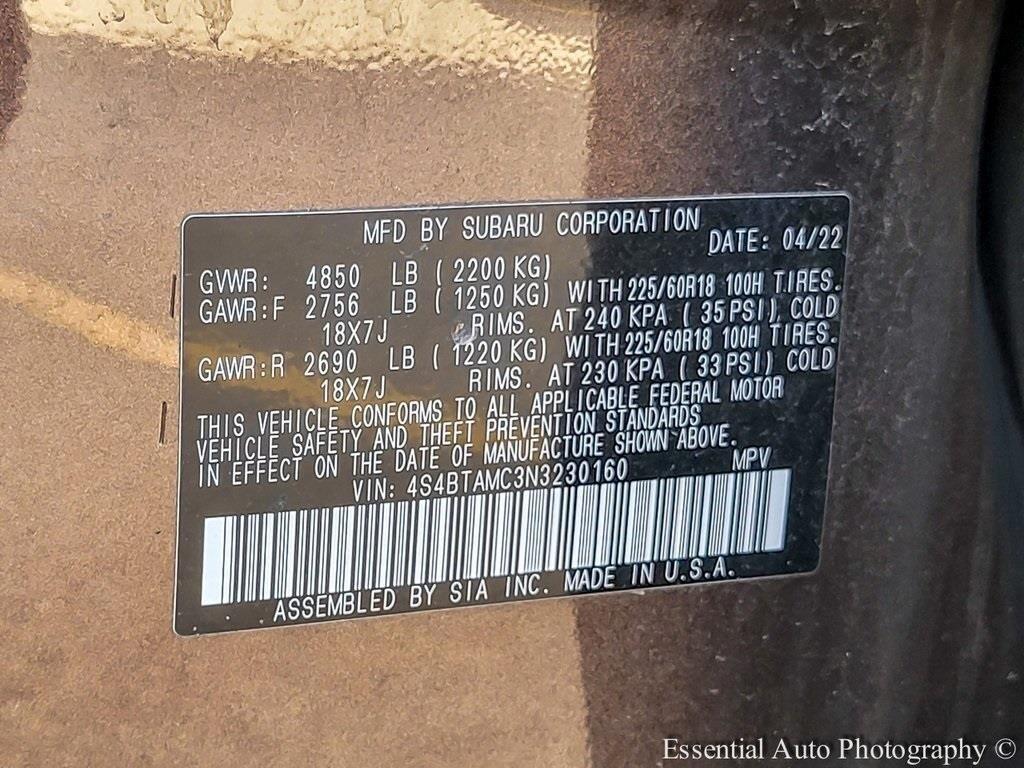 MFD BY SUBARU CORPORATION DATE: 04/22
GVWR: 4850 LB ( 2200 KG)
GAWR:F 2756 LB ( 1250 KG) WITH 225/60R18 100H TIRES.
18X7J RIMS. AT 240 KPA ( 35 PSI) COLD
GAWR:R 2690 LB ( 1220 KG) WITH 225/60R18 100H TIRES.
18X7J RIMS. AT 230 KPA ( 33 PSI) COLD
THIS VEHICLE CONFORMS TO ALL APPLICABLE FEDERAL MOTOR
VEHICLE SAFETY AND THEFT PREVENTION STANDARDS
IN EFFECT ON THE DATE OF MANUFACTURE SHOWN ABOVE.
VIN: 4S4BTAMC3N3230160 MPV
ASSEMBLED BY SIA INC. MADE IN U.S.A.
Essential Auto Photography ©